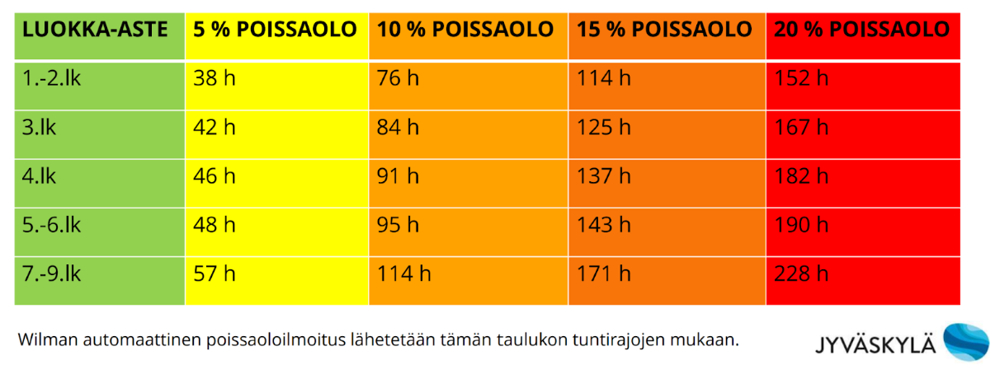 LUOKKA-ASTE 5 % POISSAOLO 10 % POISSAOLO 15 % POISSAOLO 20 % POISSAOLO
1.-2.lk 38 h 76 h 114 h 152 h
3.lk 42 h 84 h 125 h 167 h
4.lk 46 h 91 h 137 h 182 h
5.-6.lk 48 h 95 h 143 h 190 h
7.-9.lk 57 h 114 h 171 h 228 h
Wilman automaattinen poissaoloilmoitus lähetetään tämän taulukon tuntirajojen mukaan.
JYVÄSKYLÄ